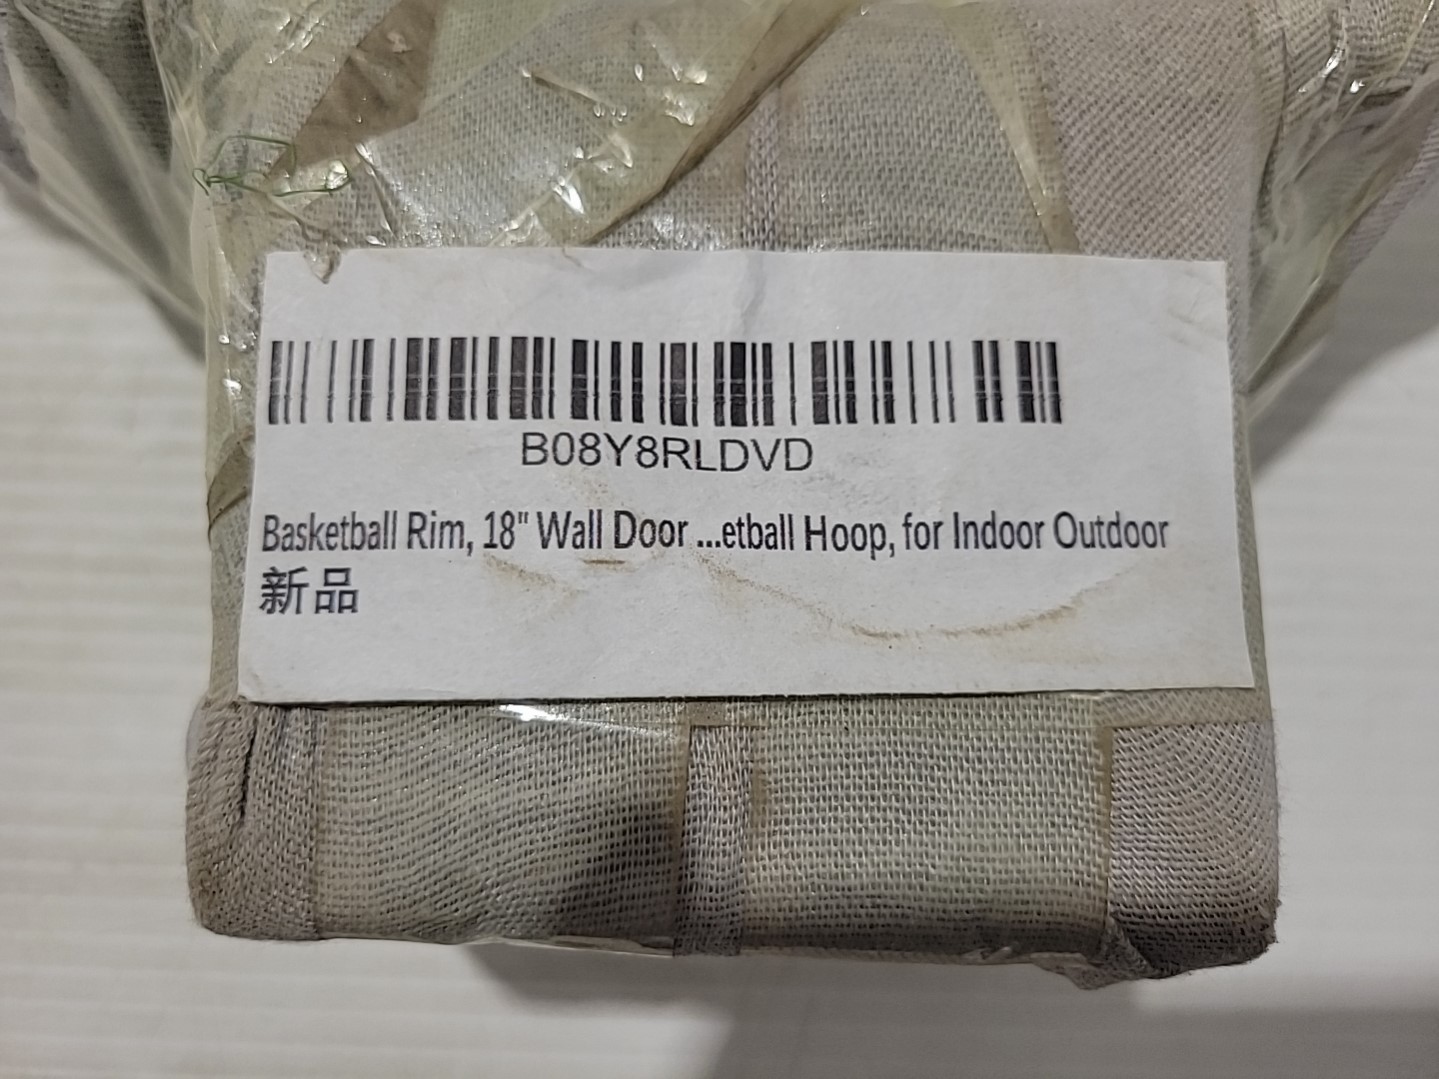 B08Y8RLDVD
Basketball Rim, 18" Wall Door ...etball Hoop, for Indoor Outdoor
新品